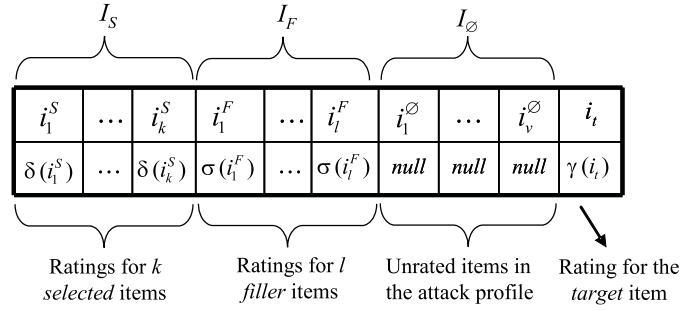 I_S I_F I_∅
i_1^S … i_k^S i_1^F … i_l^F i_1^∅ … i_v^∅ i_t
δ(i_1^S) … δ(i_k^S) σ(i_1^F) … σ(i_l^F) null null null γ(i_t)
Ratings for k
selected items
Ratings for l
filler items
Unrated items in
the attack profile
Rating for the
target item